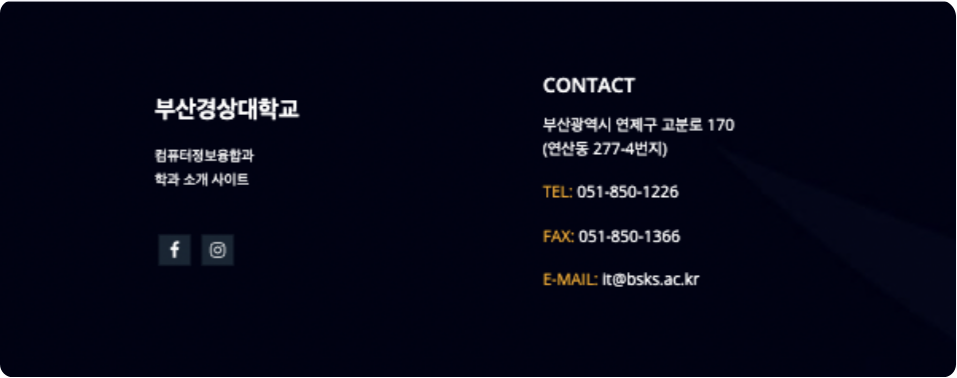 부산경상대학교
컴퓨터정보융합과
학과 소개 사이트
CONTACT
부산광역시 연제구 고분로 170
(연산동 277-4번지)
TEL: 051-850-1226
FAX: 051-850-1366
E-MAIL: it@bsks.ac.kr